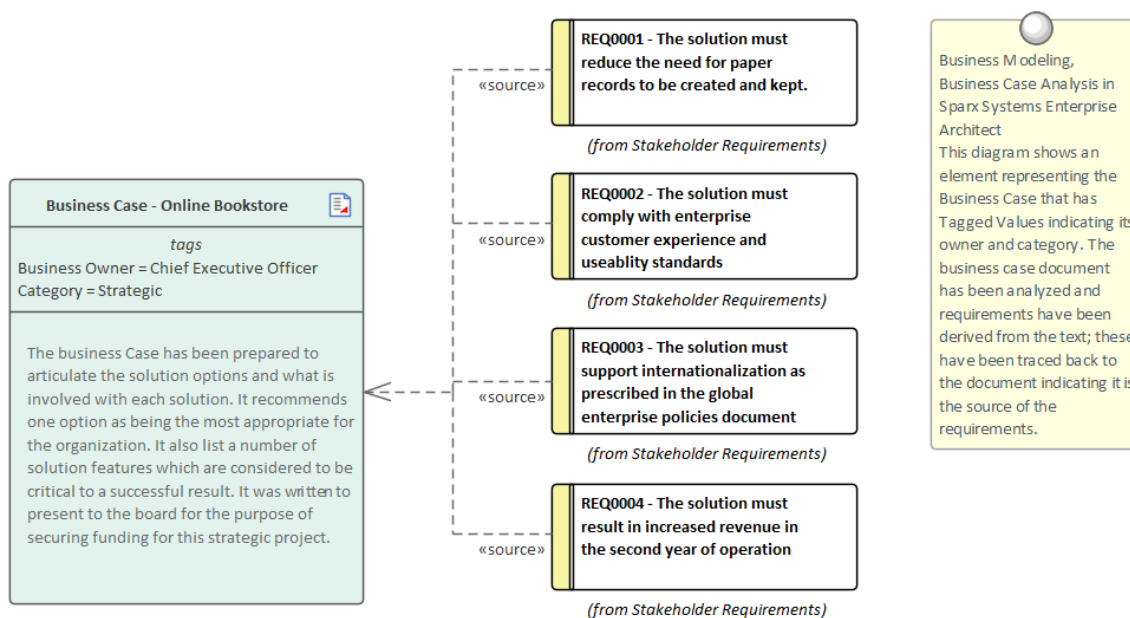 Business Case - Online Bookstore
tags
Business Owner = Chief Executive Officer
Category = Strategic
The business Case has been prepared to
articulate the solution options and what is
involved with each solution. It recommends
one option as being the most appropriate for
the organization. It also list a number of
solution features which are considered to be
critical to a successful result. It was written to
present to the board for the purpose of
securing funding for this strategic project.
«source»
REQ0001 - The solution must
reduce the need for paper
records to be created and kept.
(from Stakeholder Requirements)
«source»
REQ0002 - The solution must
comply with enterprise
customer experience and
useablity standards
(from Stakeholder Requirements)
«source»
REQ0003 - The solution must
support internationalization as
prescribed in the global
enterprise policies document
(from Stakeholder Requirements)
«source»
REQ0004 - The solution must
result in increased revenue in
the second year of operation
(from Stakeholder Requirements)
Business Modeling,
Business Case Analysis in
Sparx Systems Enterprise
Architect
This diagram shows an
element representing the
Business Case that has
Tagged Values indicating its
owner and category. The
business case document
has been analyzed and
requirements have been
derived from the text; these
have been traced back to
the document indicating it is
the source of the
requirements.